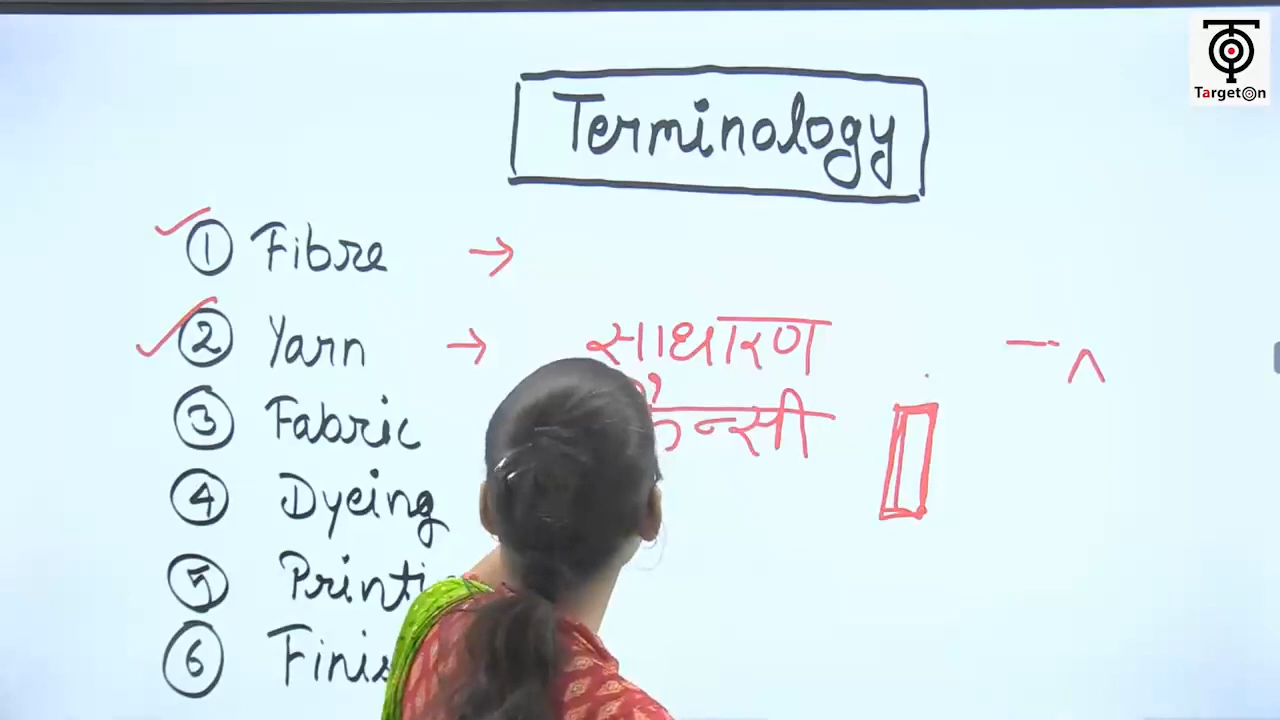 TargetOn
Terminology
① Fibre →
② Yarn → साधारण
③ Fabric न्सी
④ Dyeing
⑤ Printi
⑥ Finis